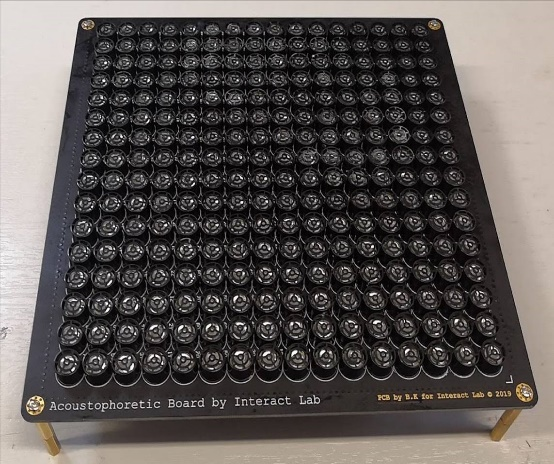 Acoustophoretic Board by Interact Lab
PCB by B.K for Interact Lab © 2019